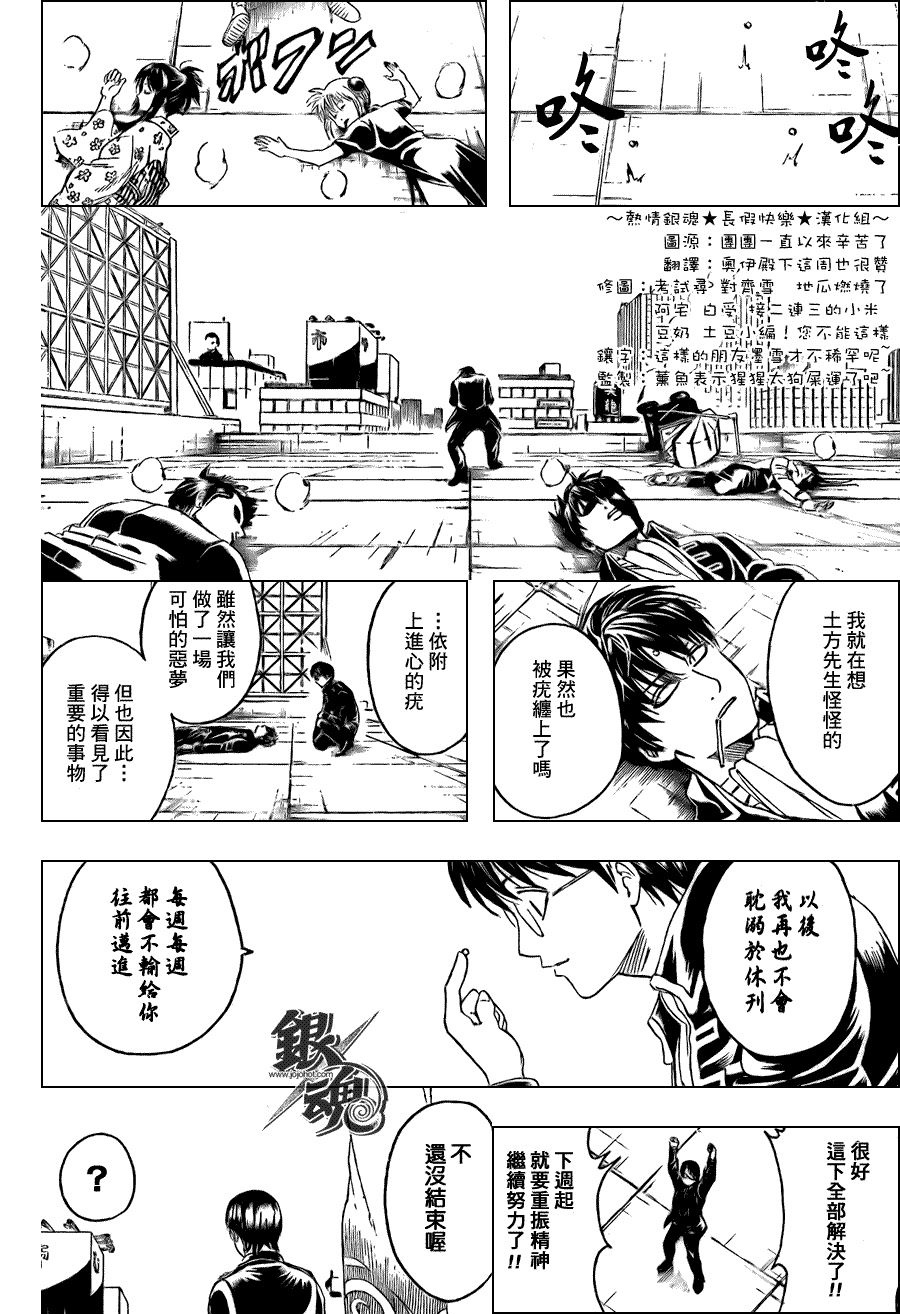 咚
咚
咚
ボフン
～熱情銀魂★長假快樂★漢化組～
圖源：團團一直以來辛苦了
翻譯：奧伊殿下這周也很贊
修圖：考試尋 對齊雪 地瓜燃燒了
阿宅 白受 接二連三的小米
豆奶 土豆小編！您不能這樣
鑲字：這樣的朋友墨雪才不稀罕呢~
監製：薰魚表示猩猩太狗屎運了吧~
我就在想
土方先生怪怪的
果然也
被疣纏上了嗎
…依附
上進心的疣
雖然讓我們
做了一場
可怕的惡夢
但也因此…
得以看見了
重要的事物
以後
我再也不會
耽溺於休刊
每週每週
都會不輸給你
往前邁進
銀魂
www.jojohot.com
很好
這下全部解決了!!
下週起
就要重振精神
繼續努力了!!
不
還沒結束喔
？